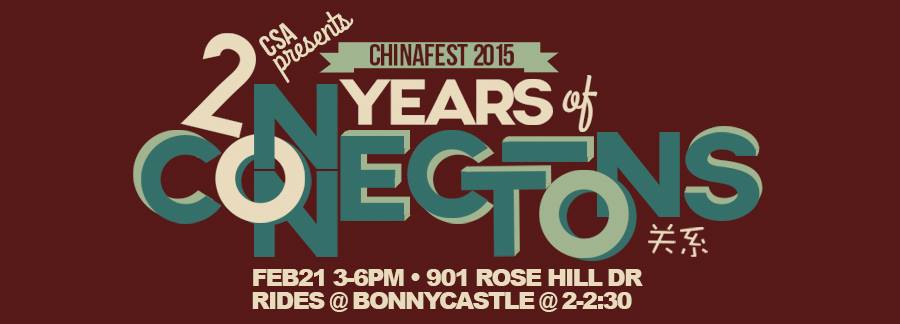 CSA
presents
CHINAFEST 2015
20 YEARS of
CONNECTIONS
关系
FEB21 3-6PM • 901 ROSE HILL DR
RIDES @ BONNYCASTLE @ 2-2:30